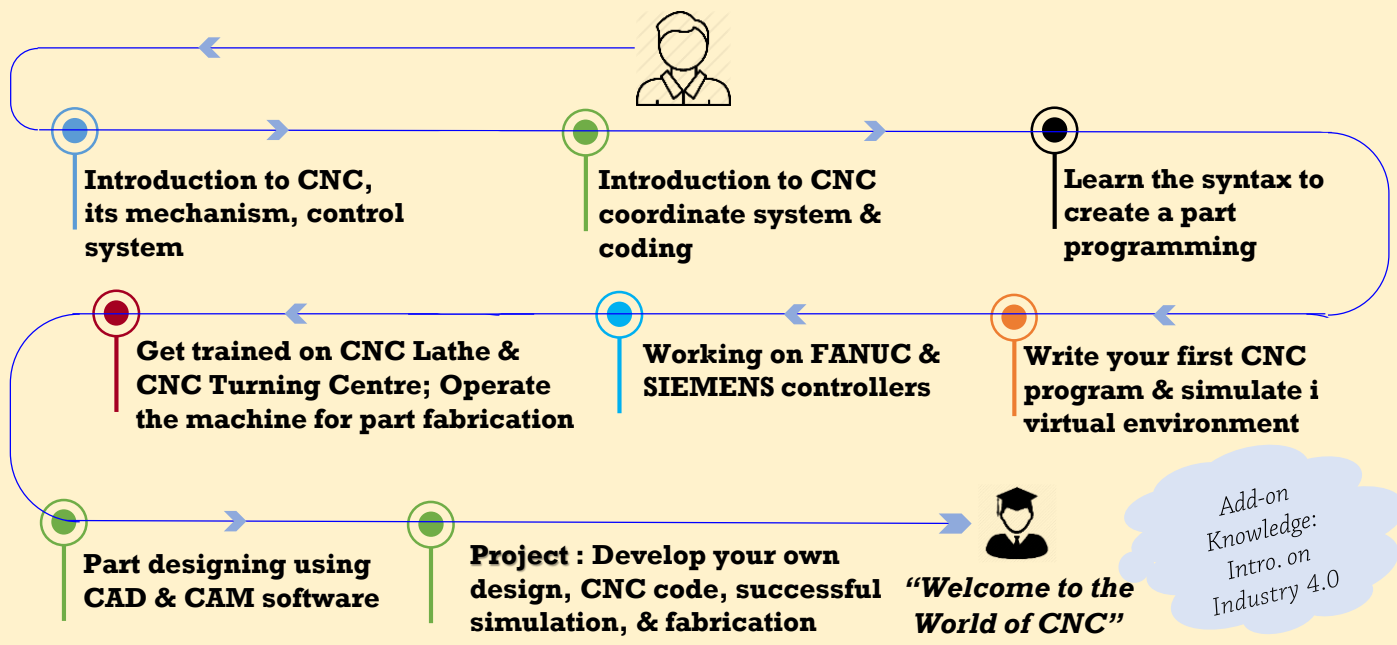 Introduction to CNC,
its mechanism, control
system
Introduction to CNC
coordinate system &
coding
Learn the syntax to
create a part
programming
Write your first CNC
program & simulate i
virtual environment
Working on FANUC &
SIEMENS controllers
Get trained on CNC Lathe &
CNC Turning Centre; Operate
the machine for part fabrication
Part designing using
CAD & CAM software
Project : Develop your own
design, CNC code, successful
simulation, & fabrication
“Welcome to the
World of CNC”
Add-on
Knowledge:
Intro. on
Industry 4.0